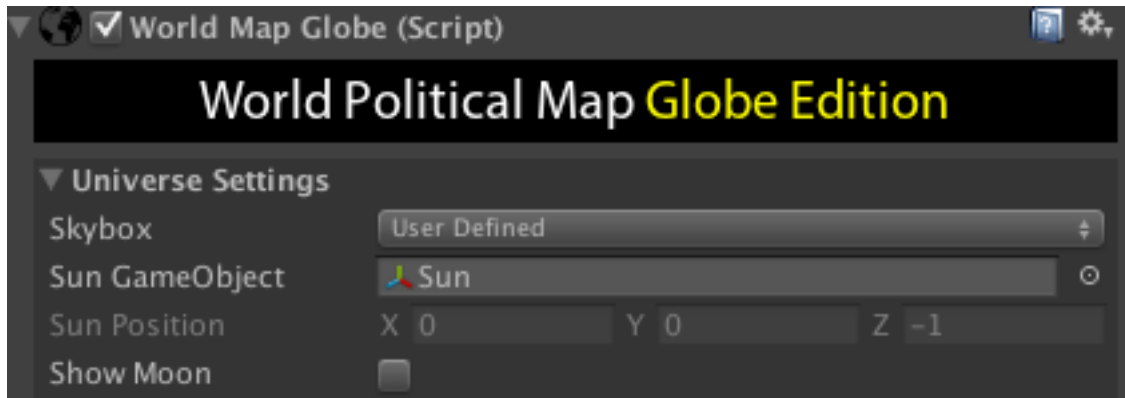 World Map Globe (Script)
World Political Map Globe Edition
Universe Settings
Skybox User Defined
Sun GameObject Sun
Sun Position X 0 Y 0 Z -1
Show Moon